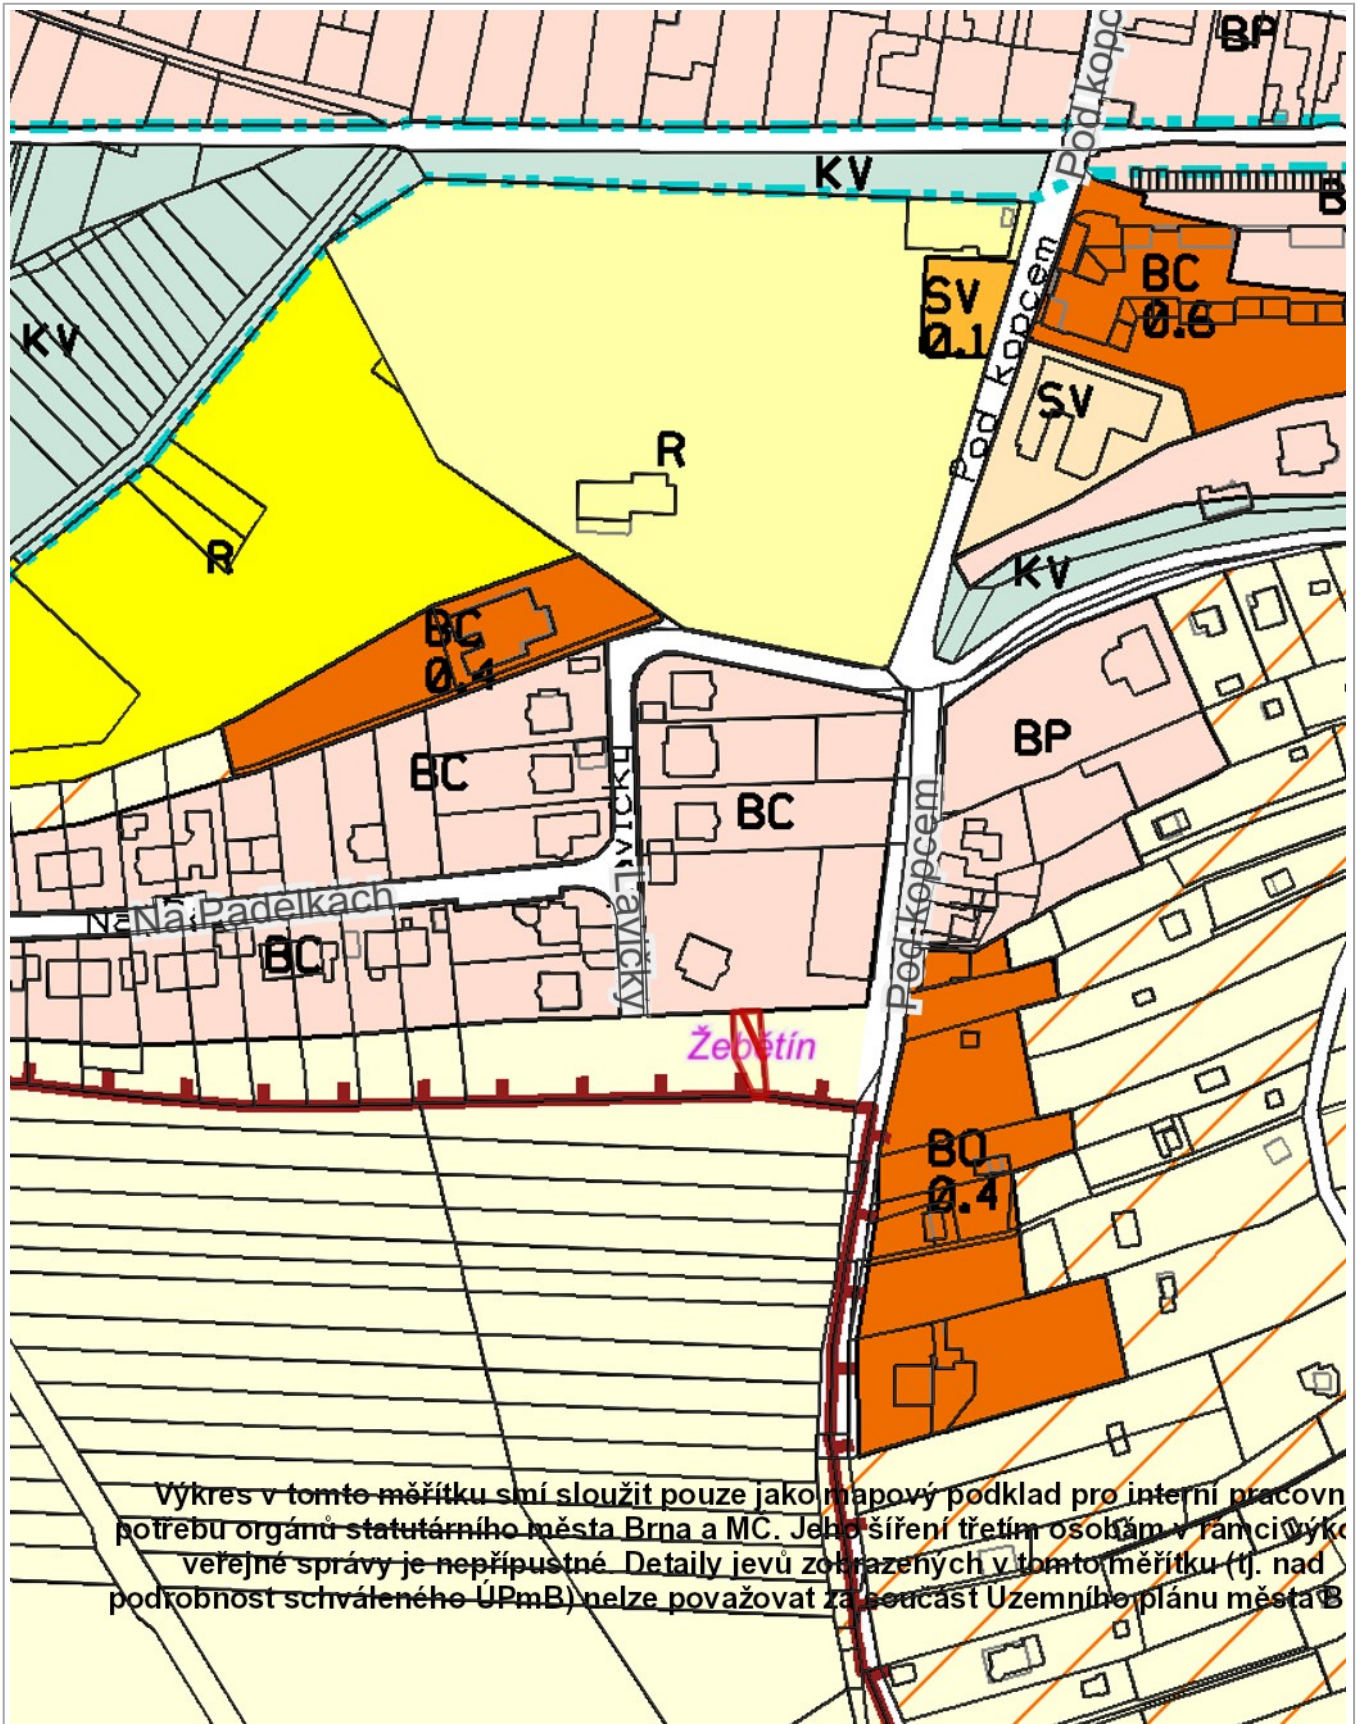 BP
Pod kopc
KV
B
BC
0.6
SV
0.1
KV
Pod kopcem
SV
R
R
KV
BC
0.4
BP
BC
BC
Lavičky
Pod kopcem
Na Padělkách
BC
Žebětín
BO
0.4
Výkres v tomto měřítku smí sloužit pouze jako mapový podklad pro interní pracovn
potřebu orgánů statutárního města Brna a MČ. Jeho šíření třetím osobám v rámci výko
veřejné správy je nepřípustné. Detaily jevů zobrazených v tomto měřítku (tj. nad
podrobnost schváleného ÚPmB) nelze považovat za součást Územního plánu města B